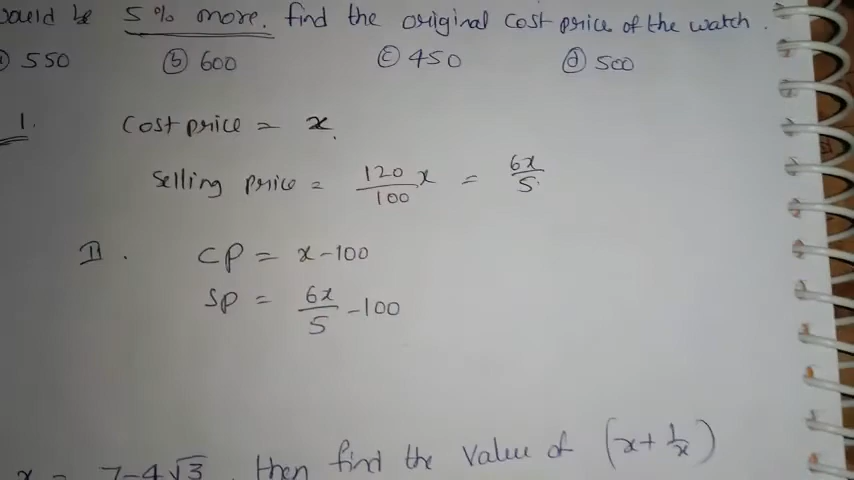 would be 5% more. find the original cost price of the watch.
550 (b) 600 (c) 450 (d) 500
1. Cost price = x.
Selling price = 120/100 x = 6x/5
II. CP = x-100
SP = 6x/5 -100
x = 7-4√3, then find the value of (x+1/x)